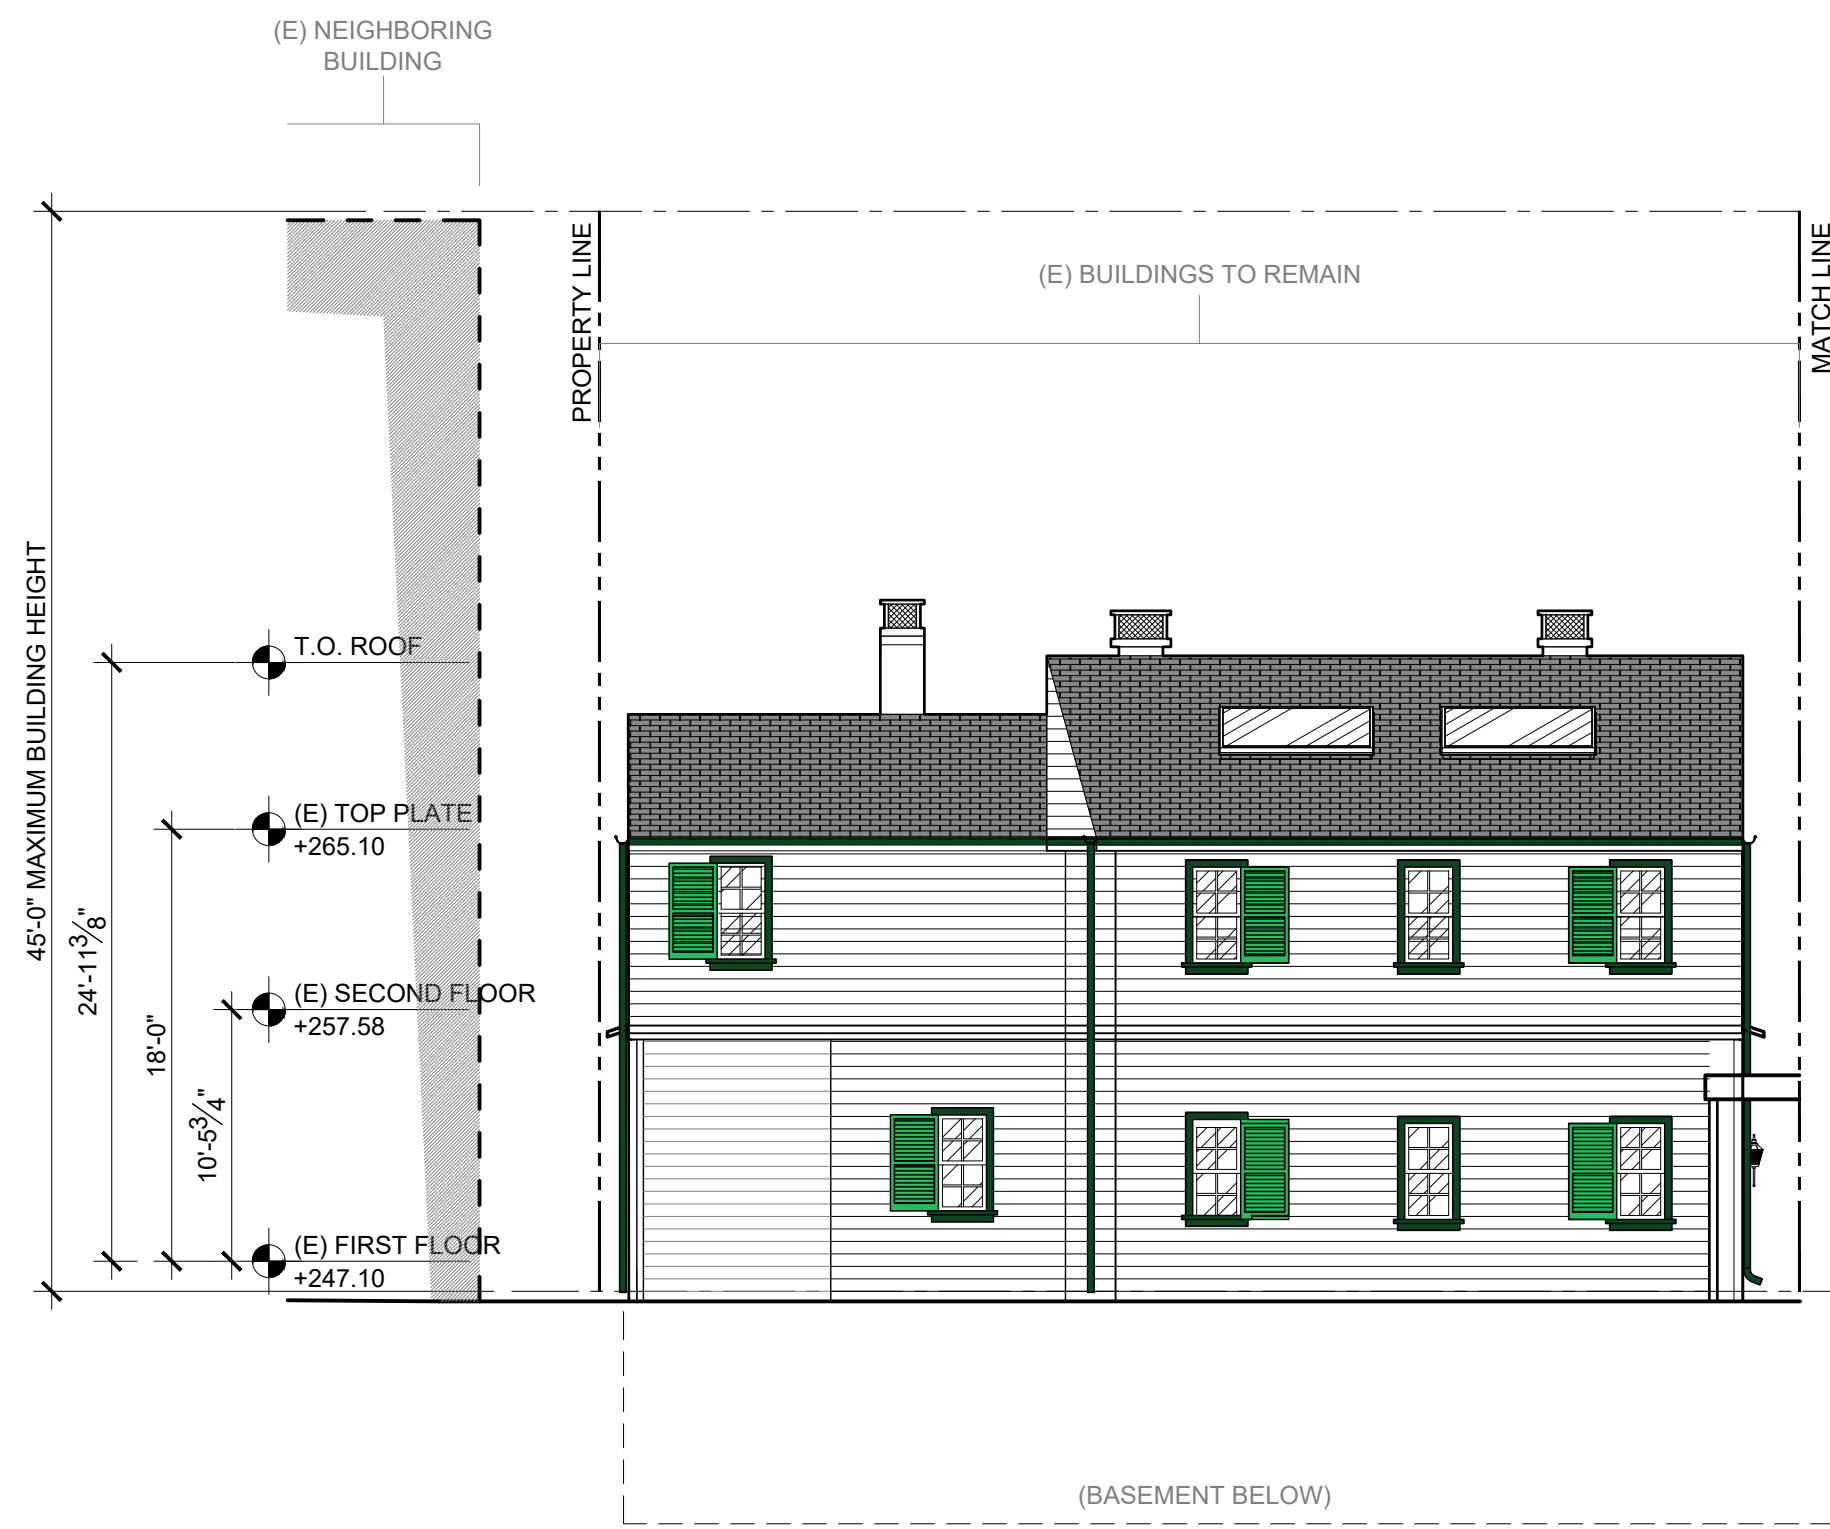 (E) NEIGHBORING
BUILDING
PROPERTY LINE
MATCH LINE
(E) BUILDINGS TO REMAIN
45'-0" MAXIMUM BUILDING HEIGHT
T.O. ROOF
24'-11 3/8"
(E) TOP PLATE
+265.10
18'-0"
(E) SECOND FLOOR
+257.58
10'-5 3/4"
(E) FIRST FLOOR
+247.10
(BASEMENT BELOW)